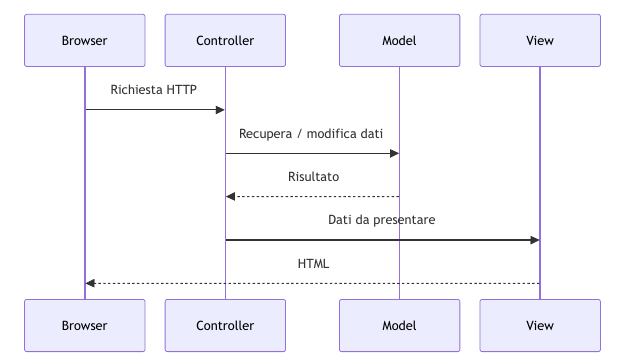 Browser
Controller
Model
View
Richiesta HTTP
Recupera / modifica dati
Risultato
Dati da presentare
HTML
Browser
Controller
Model
View